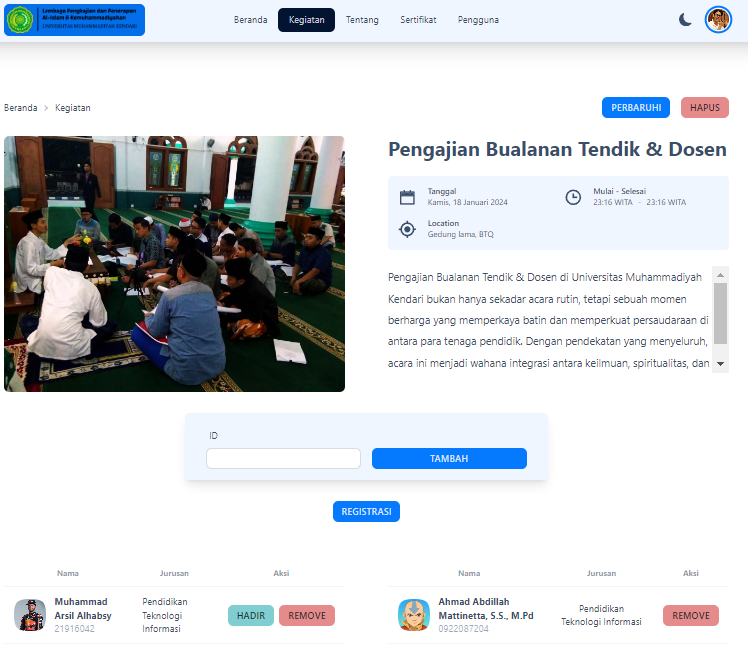 Lembaga Pengkajian dan Penerapan
Al-Islam & Kemuhammadiyahan
UNIVERSITAS MUHAMMADIYAH KENDARI
Beranda
Kegiatan
Tentang
Sertifikat
Pengguna
Beranda > Kegiatan
PERBARUHI
HAPUS
Pengajian Bualanan Tendik & Dosen
Tanggal
Kamis, 18 Januari 2024
Mulai - Selesai
23:16 WITA - 23:16 WITA
Location
Gedung lama, BTQ
Pengajian Bualanan Tendik & Dosen di Universitas Muhammadiyah
Kendari bukan hanya sekadar acara rutin, tetapi sebuah momen
berharga yang memperkaya batin dan memperkuat persaudaraan di
antara para tenaga pendidik. Dengan pendekatan yang menyeluruh,
acara ini menjadi wahana integrasi antara keilmuan, spiritualitas, dan
ID
TAMBAH
REGISTRASI
Nama
Jurusan
Aksi
Muhammad
Arsil Alhabsy
21916042
Pendidikan
Teknologi
Informasi
HADIR
REMOVE
Nama
Jurusan
Aksi
Ahmad Abdillah
Mattinetta, S.S., M.Pd
0922087204
Pendidikan
Teknologi Informasi
REMOVE